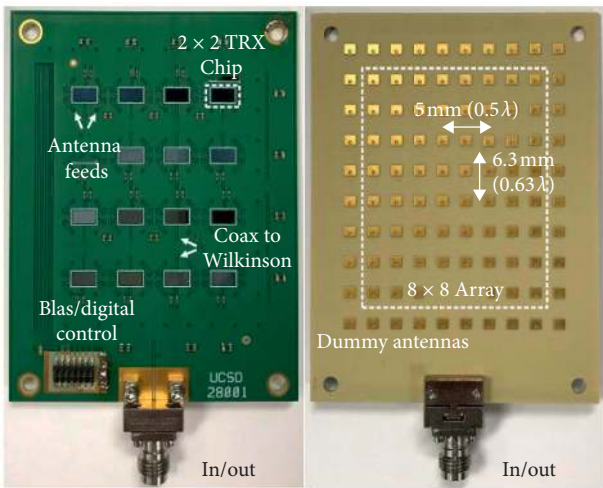 2 × 2 TRX
Chip
Antenna
feeds
Coax to
Wilkinson
Blas/digital
control
UCSD
28001
In/out
5 mm (0.5λ)
6.3 mm
(0.63λ)
8 × 8 Array
Dummy antennas
In/out